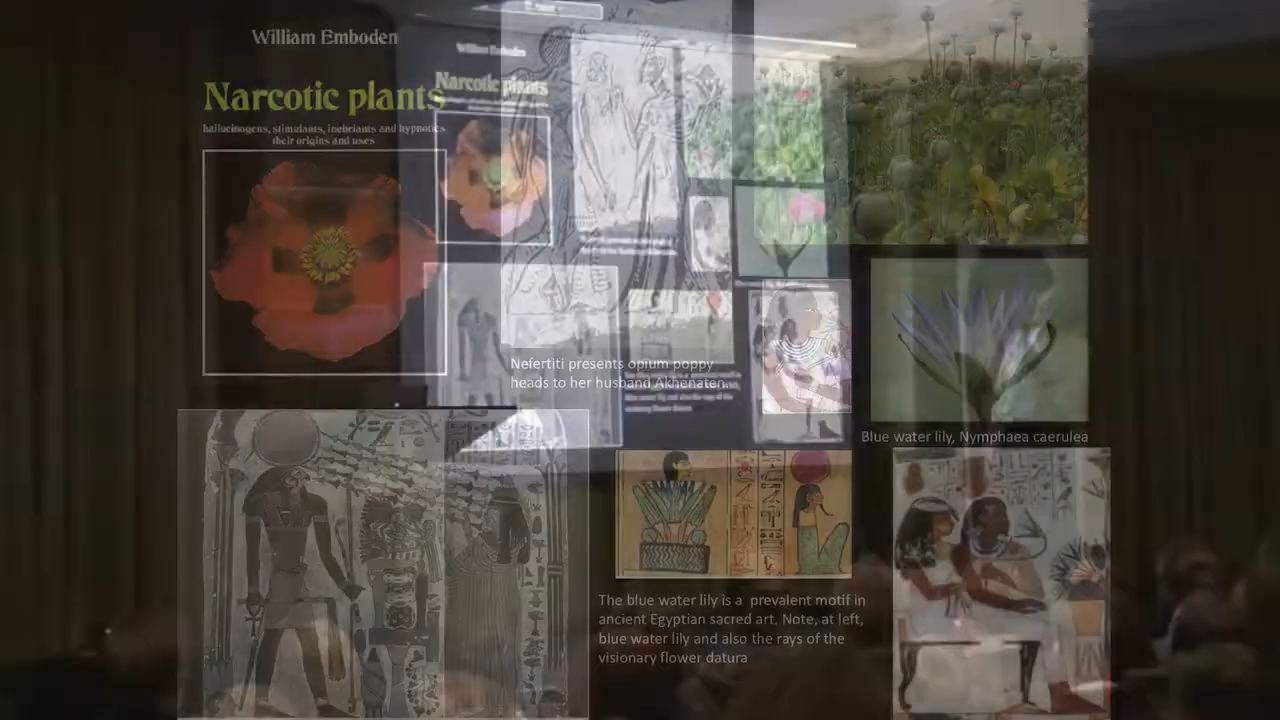 William Emboden
Narcotic plants
hallucinogens, stimulants, inebriants and hypnotics
their origins and uses
William Emboden
Narcotic plants
Nefertiti presents opium poppy
heads to her husband Akhenaten.
Blue water lily, Nymphaea caerulea
The blue water lily is a prevalent motif in
ancient Egyptian sacred art. Note, at left,
blue water lily and also the rays of the
visionary flower datura